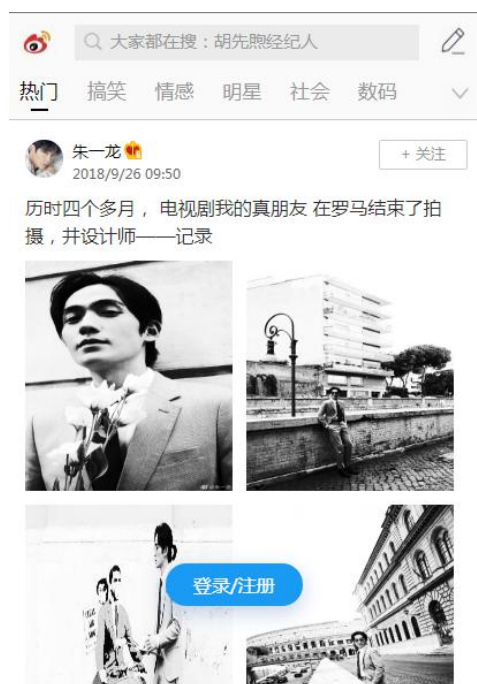 大家都在搜：胡先煦经纪人
热门 搞笑 情感 明星 社会 数码
朱一龙
+ 关注
2018/9/26 09:50
历时四个多月， 电视剧我的真朋友 在罗马结束了拍
摄，井设计师——记录
登录/注册